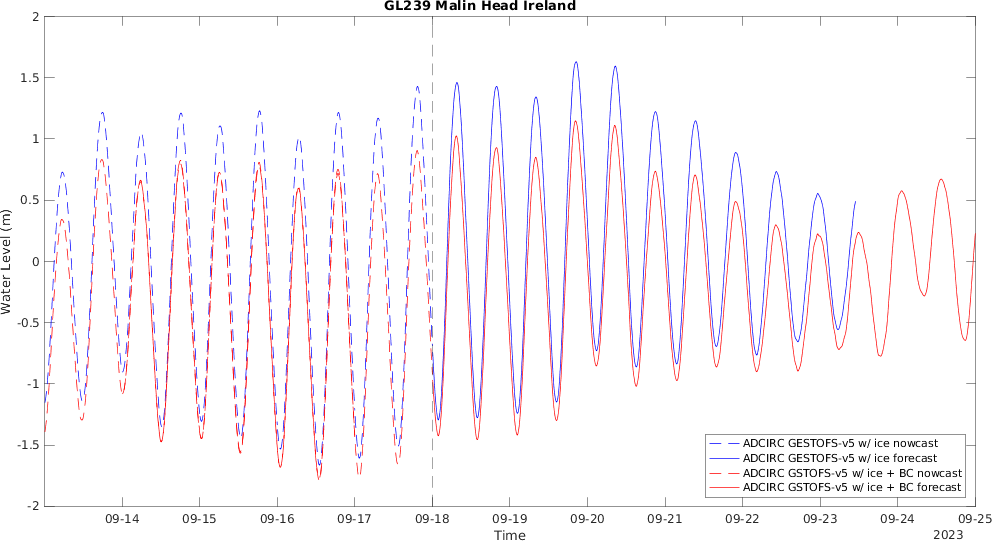 GL239 Malin Head Ireland
2
1.5
1
0.5
0
-0.5
-1
-1.5
-2
Water Level (m)
ADCIRC GESTOFS-v5 w/ ice nowcast
ADCIRC GESTOFS-v5 w/ ice forecast
ADCIRC GSTOFS-v5 w/ ice + BC nowcast
ADCIRC GSTOFS-v5 w/ ice + BC forecast
09-14 09-15 09-16 09-17 09-18 09-19 09-20 09-21 09-22 09-23 09-24 09-25
Time
2023